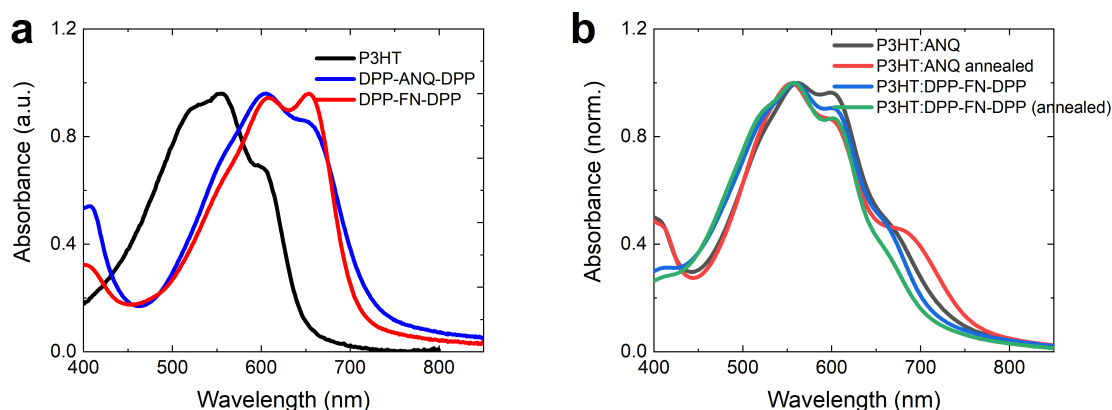 a
1.2
0.8
0.4
0.0
Absorbance (a.u.)
P3HT
DPP-ANQ-DPP
DPP-FN-DPP
400 500 600 700 800
Wavelength (nm)
b
1.2
0.8
0.4
0.0
Absorbance (norm.)
P3HT:ANQ
P3HT:ANQ annealed
P3HT:DPP-FN-DPP
P3HT:DPP-FN-DPP (annealed)
400 500 600 700 800
Wavelength (nm)